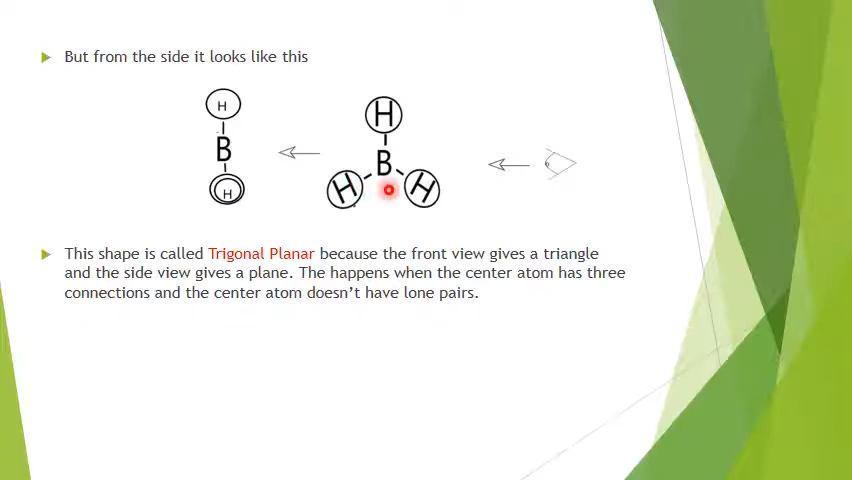 But from the side it looks like this
H
B
H
H
B
H H
This shape is called Trigonal Planar because the front view gives a triangle
and the side view gives a plane. The happens when the center atom has three
connections and the center atom doesn't have lone pairs.